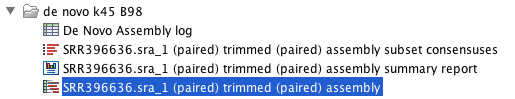 de novo k45 B98
De Novo Assembly log
SRR396636.sra_1 (paired) trimmed (paired) assembly subset consensuses
SRR396636.sra_1 (paired) trimmed (paired) assembly summary report
SRR396636.sra_1 (paired) trimmed (paired) assembly